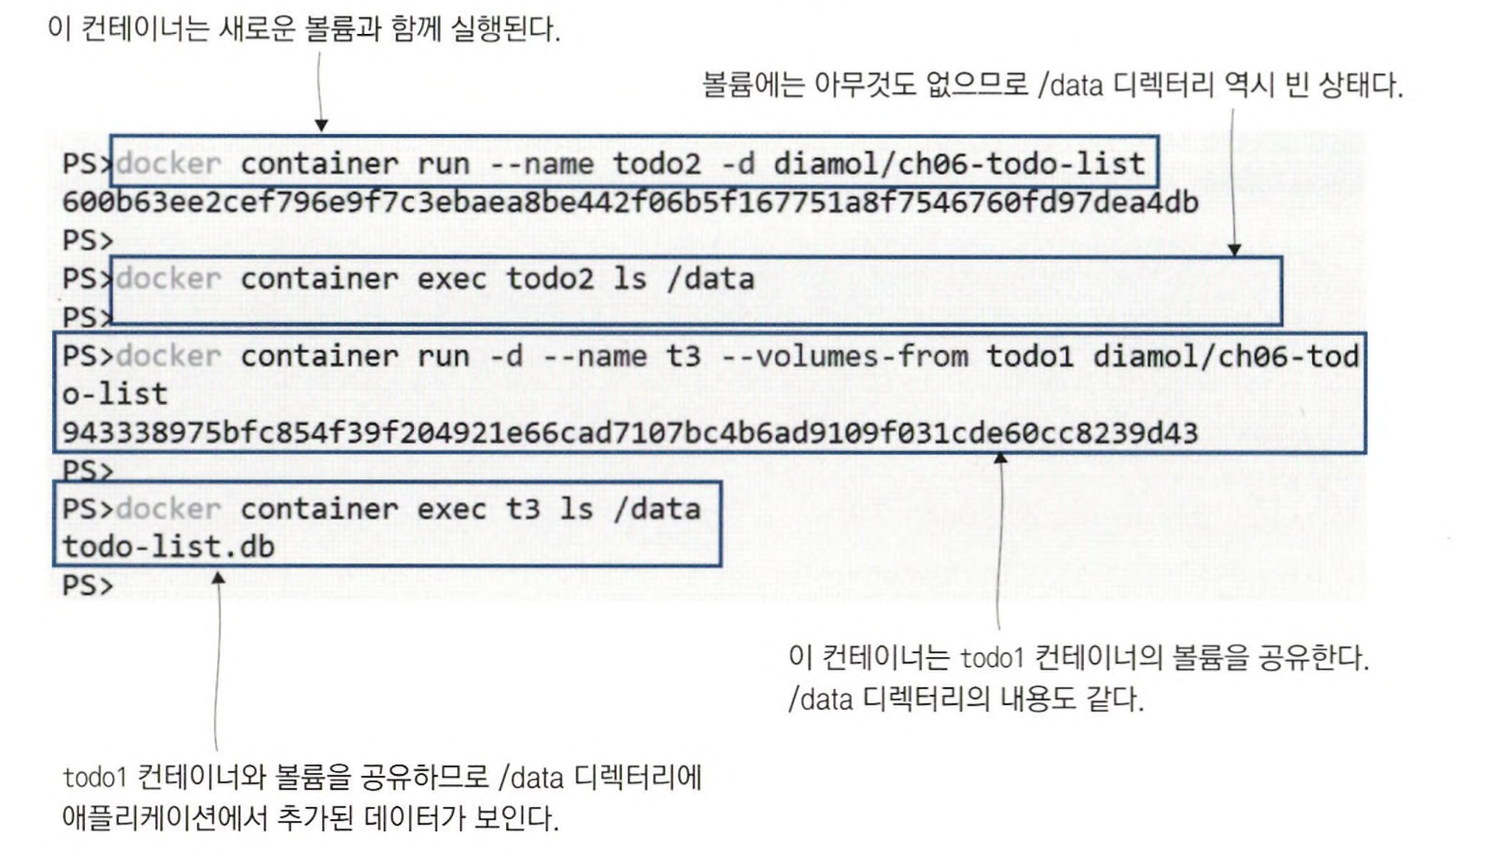 이 컨테이너는 새로운 볼륨과 함께 실행된다.
볼륨에는 아무것도 없으므로 /data 디렉터리 역시 빈 상태다.
PS>docker container run --name todo2 -d diamol/ch06-todo-list
600b63ee2cef796e9f7c3ebaea8be442f06b5f167751a8f7546760fd97dea4db
PS>
PS>docker container exec todo2 ls /data
PS>
PS>docker container run -d --name t3 --volumes-from todo1 diamol/ch06-tod
o-list
943338975bfc854f39f204921e66cad7107bc4b6ad9109f031cde60cc8239d43
PS>
PS>docker container exec t3 ls /data
todo-list.db
PS>
이 컨테이너는 todo1 컨테이너의 볼륨을 공유한다.
/data 디렉터리의 내용도 같다.
todo1 컨테이너와 볼륨을 공유하므로 /data 디렉터리에
애플리케이션에서 추가된 데이터가 보인다.